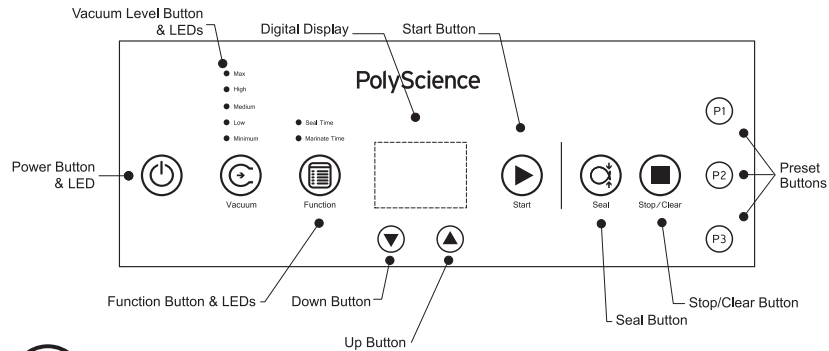 Vacuum Level Button
& LEDs
Digital Display
Start Button
Max
High
Medium
Low
Minimum
Seal Time
Marinate Time
PolyScience
P1
Power Button
& LED
Vacuum
Function
Start
Seal
Stop/Clear
P2
Preset
Buttons
P3
Function Button & LEDs
Down Button
Up Button
Seal Button
Stop/Clear Button